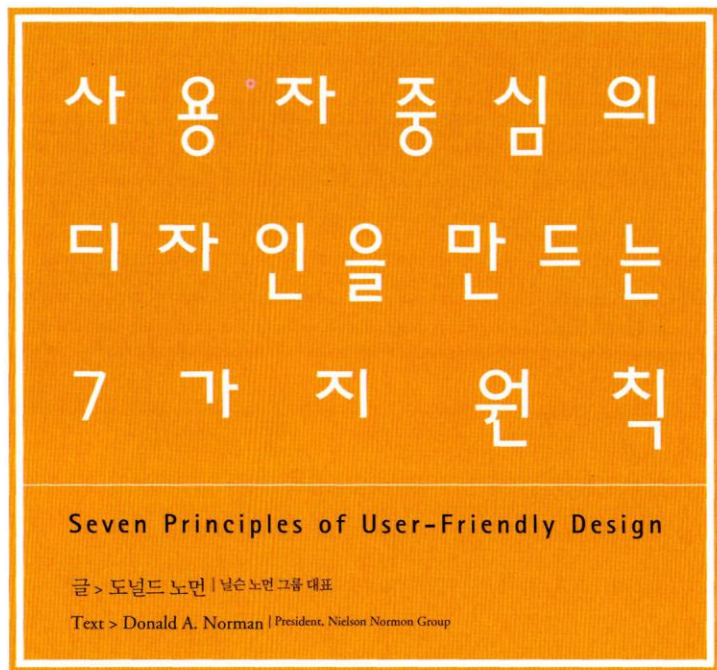 사용자중심의
디자인을 만드는
7가지 원칙
Seven Principles of User-Friendly Design
글 > 도널드 노먼 | 닐슨 노먼 그룹 대표
Text > Donald A. Norman | President, Nielson Normon Group